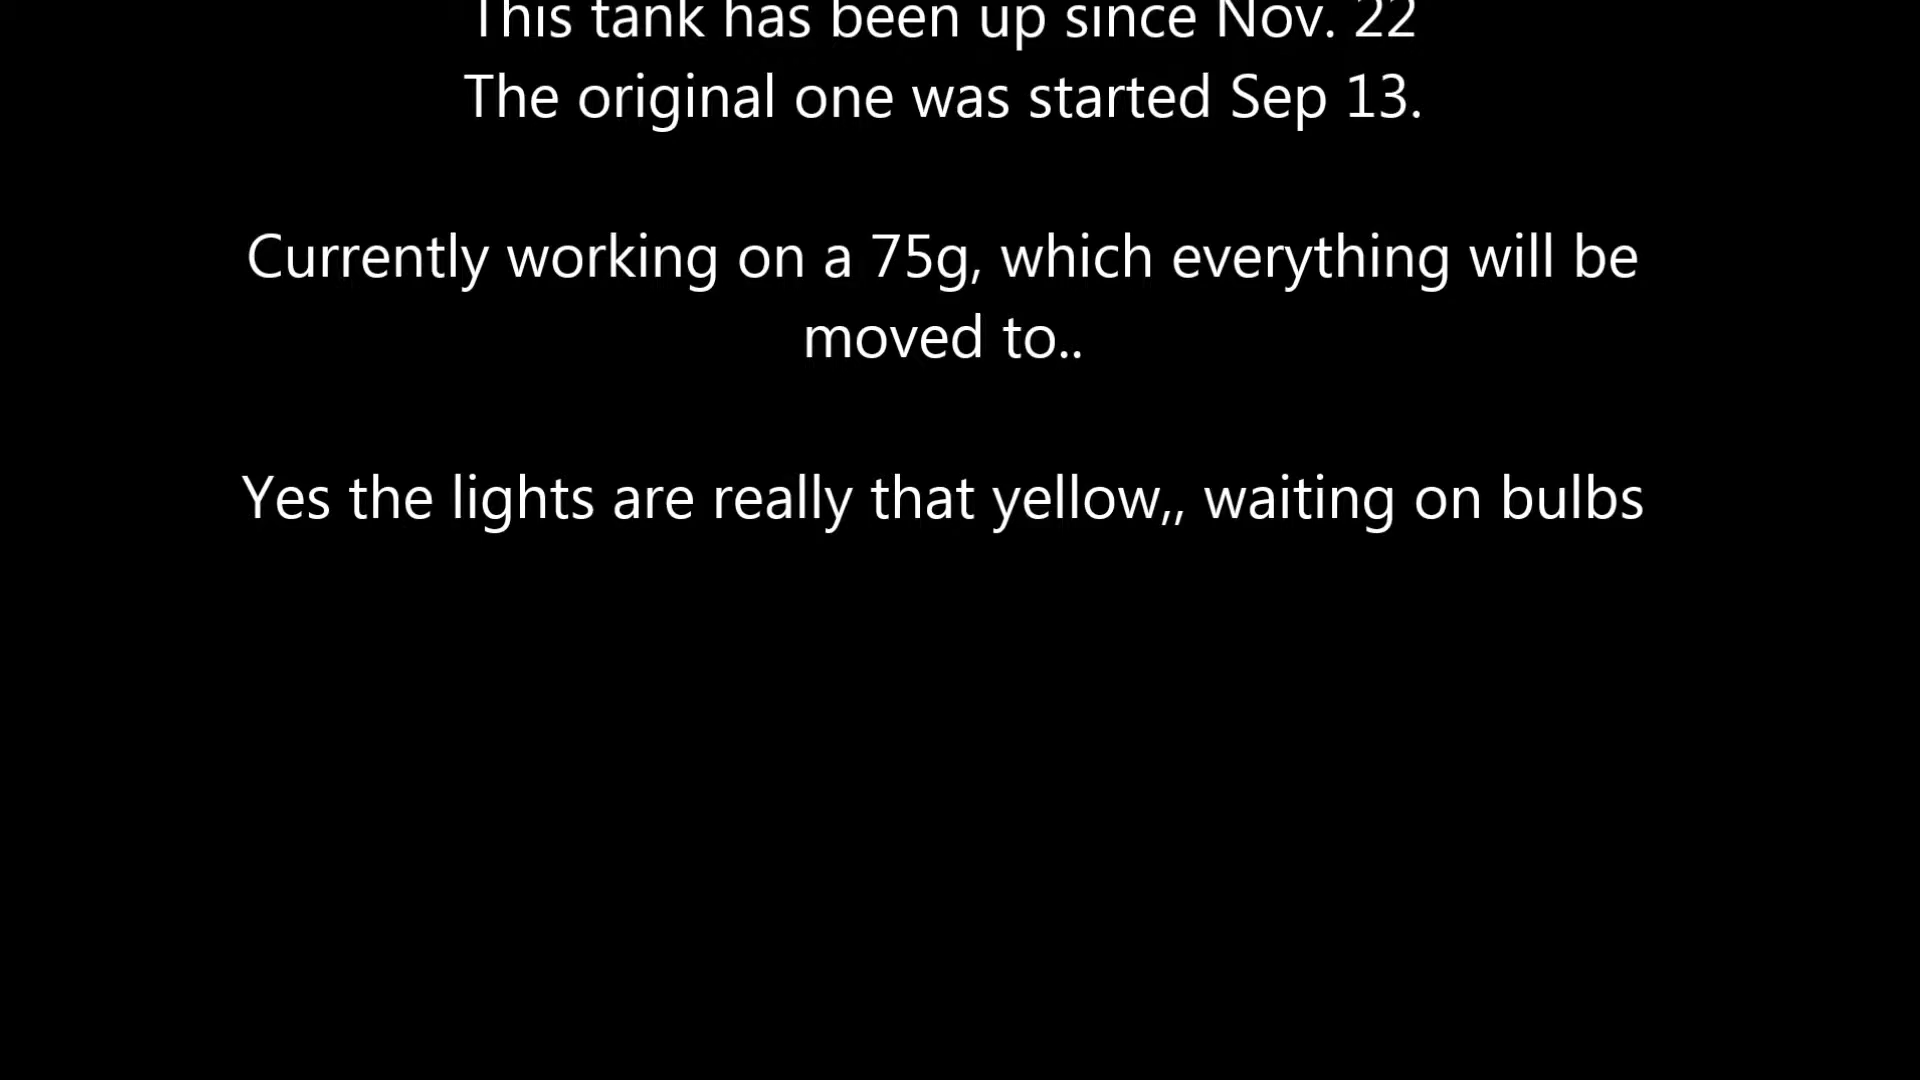 This tank has been up since Nov. 22
The original one was started Sep 13.
Currently working on a 75g, which everything will be
moved to..
Yes the lights are really that yellow,, waiting on bulbs